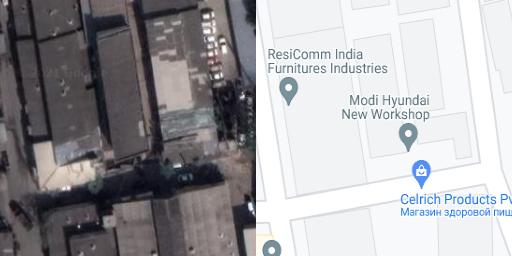 ResiComm India
Furnitures Industries
Modi Hyundai
New Workshop
Celrich Products Pv
Магазин здоровой пищ